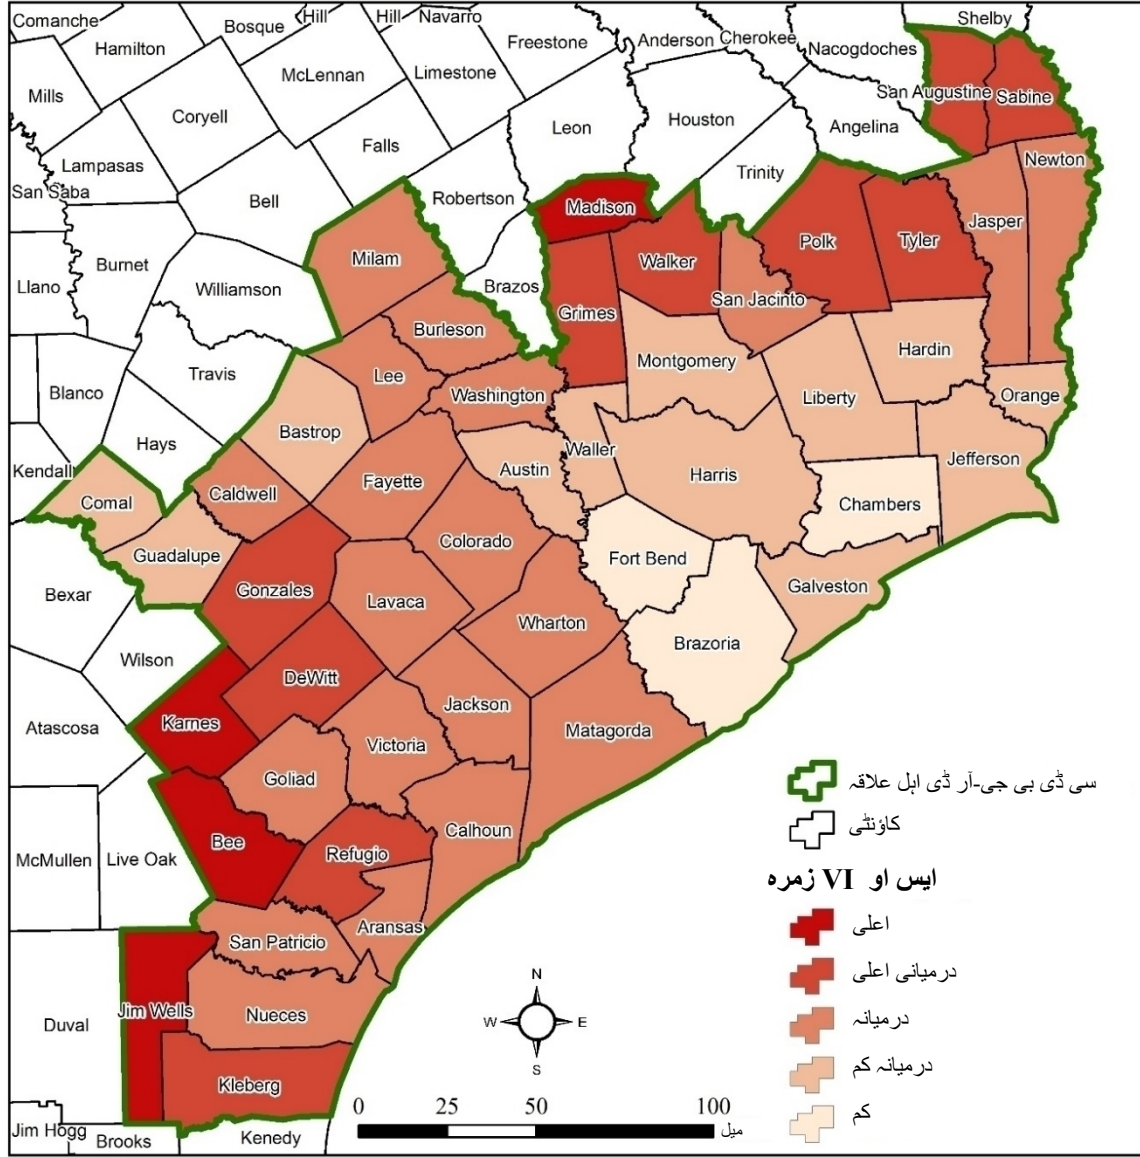 Comanche
Hill
Hill
Navarro
Shelby
Bosque
Hamilton
Freestone
Anderson
Cherokee
Nacogdoches
McLennan
Limestone
Mills
San Augustine
Sabine
Coryell
Leon
Houston
Angelina
Falls
Lampasas
Trinity
Newton
San Saba
Bell
Robertson
Madison
Jasper
Milam
Walker
Polk
Tyler
Burnet
Llano
Williamson
Brazos
San Jacinto
Grimes
Burleson
Hardin
Montgomery
Travis
Lee
Blanco
Washington
Liberty
Orange
Bastrop
Hays
Waller
Jefferson
Kendall
Austin
Harris
Fayette
Caldwell
Comal
Chambers
Colorado
Guadalupe
Fort Bend
Galveston
Bexar
Gonzales
Lavaca
Wharton
Brazoria
Wilson
DeWitt
Jackson
Karnes
Atascosa
Matagorda
Victoria
Goliad
Calhoun
Bee
Refugio
McMullen
Live Oak
Aransas
San Patricio
Jim Wells
Nueces
Duval
Kleberg
Jim Hogg
Brooks
Kenedy
سی ڈی بی جی-آر ڈی اہل علاقہ
کاؤنٹی
ایس او VI زمرہ
اعلی
درمیانی اعلی
درمیانہ
درمیانہ کم
کم
N
W
E
S
0 25 50 100
میل